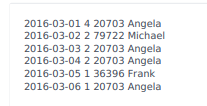 2016-03-01 4 20703 Angela
2016-03-02 2 79722 Michael
2016-03-03 2 20703 Angela
2016-03-04 2 20703 Angela
2016-03-05 1 36396 Frank
2016-03-06 1 20703 Angela